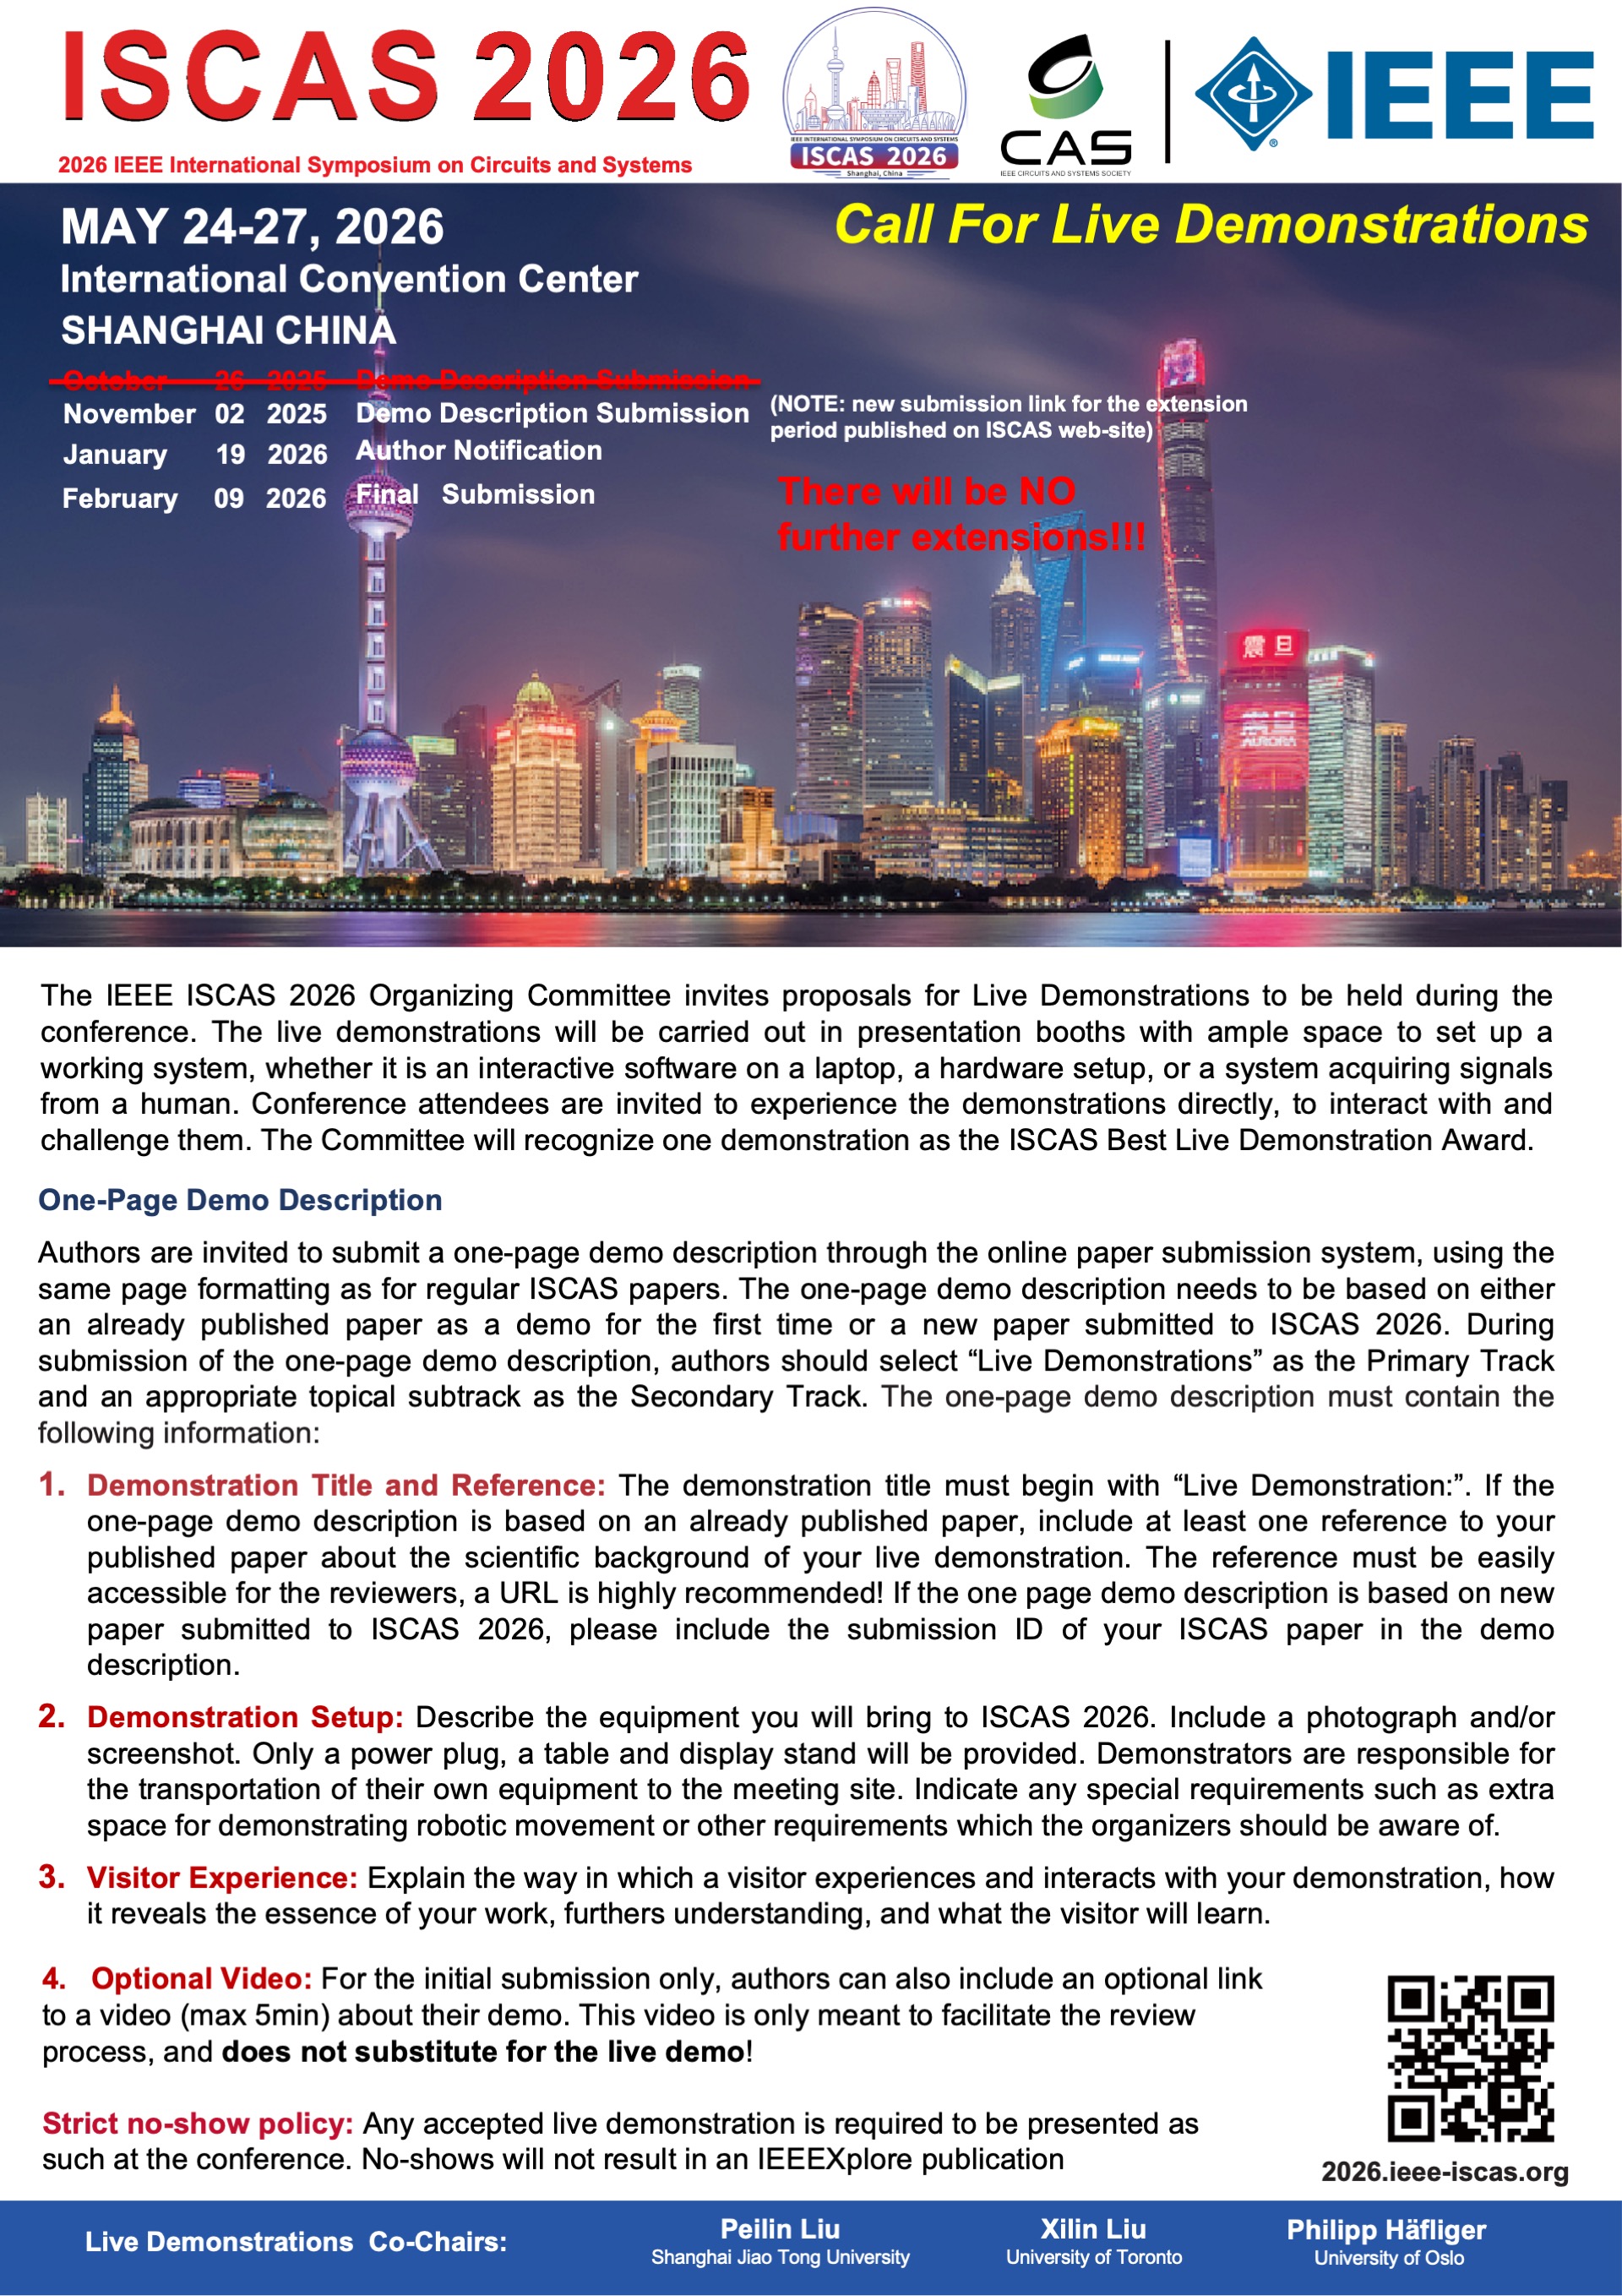 ISCAS 2026
2026 IEEE International Symposium on Circuits and Systems
IEEE INTERNATIONAL SYMPOSIUM ON CIRCUITS AND SYSTEMS
ISCAS 2026
Shanghai, China
CAS
IEEE CIRCUITS AND SYSTEMS SOCIETY
IEEE
MAY 24-27, 2026
Call For Live Demonstrations
International Convention Center
SHANGHAI CHINA
October 26 2025 Demo Description Submission
November 02 2025 Demo Description Submission
(NOTE: new submission link for the extension
period published on ISCAS web-site)
January 19 2026 Author Notification
February 09 2026 Final Submission
There will be NO
further extensions!!!
震旦
AURORA
The IEEE ISCAS 2026 Organizing Committee invites proposals for Live Demonstrations to be held during the
conference. The live demonstrations will be carried out in presentation booths with ample space to set up a
working system, whether it is an interactive software on a laptop, a hardware setup, or a system acquiring signals
from a human. Conference attendees are invited to experience the demonstrations directly, to interact with and
challenge them. The Committee will recognize one demonstration as the ISCAS Best Live Demonstration Award.
One-Page Demo Description
Authors are invited to submit a one-page demo description through the online paper submission system, using the
same page formatting as for regular ISCAS papers. The one-page demo description needs to be based on either
an already published paper as a demo for the first time or a new paper submitted to ISCAS 2026. During
submission of the one-page demo description, authors should select “Live Demonstrations” as the Primary Track
and an appropriate topical subtrack as the Secondary Track. The one-page demo description must contain the
following information:
1. Demonstration Title and Reference: The demonstration title must begin with “Live Demonstration:”. If the
one-page demo description is based on an already published paper, include at least one reference to your
published paper about the scientific background of your live demonstration. The reference must be easily
accessible for the reviewers, a URL is highly recommended! If the one page demo description is based on new
paper submitted to ISCAS 2026, please include the submission ID of your ISCAS paper in the demo
description.
2. Demonstration Setup: Describe the equipment you will bring to ISCAS 2026. Include a photograph and/or
screenshot. Only a power plug, a table and display stand will be provided. Demonstrators are responsible for
the transportation of their own equipment to the meeting site. Indicate any special requirements such as extra
space for demonstrating robotic movement or other requirements which the organizers should be aware of.
3. Visitor Experience: Explain the way in which a visitor experiences and interacts with your demonstration, how
it reveals the essence of your work, furthers understanding, and what the visitor will learn.
4. Optional Video: For the initial submission only, authors can also include an optional link
to a video (max 5min) about their demo. This video is only meant to facilitate the review
process, and does not substitute for the live demo!
Strict no-show policy: Any accepted live demonstration is required to be presented as
such at the conference. No-shows will not result in an IEEEXplore publication
2026.ieee-iscas.org
Live Demonstrations Co-Chairs:
Peilin Liu
Shanghai Jiao Tong University
Xilin Liu
University of Toronto
Philipp Häfliger
University of Oslo